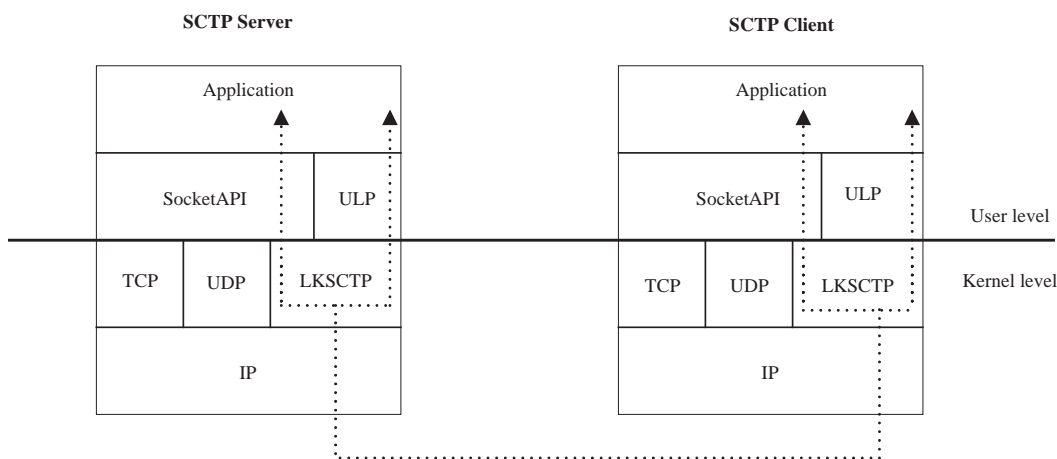 SCTP Server
SCTP Client
Application
Application
SocketAPI
ULP
SocketAPI
ULP
User level
TCP
UDP
LKSCTP
TCP
UDP
LKSCTP
Kernel level
IP
IP